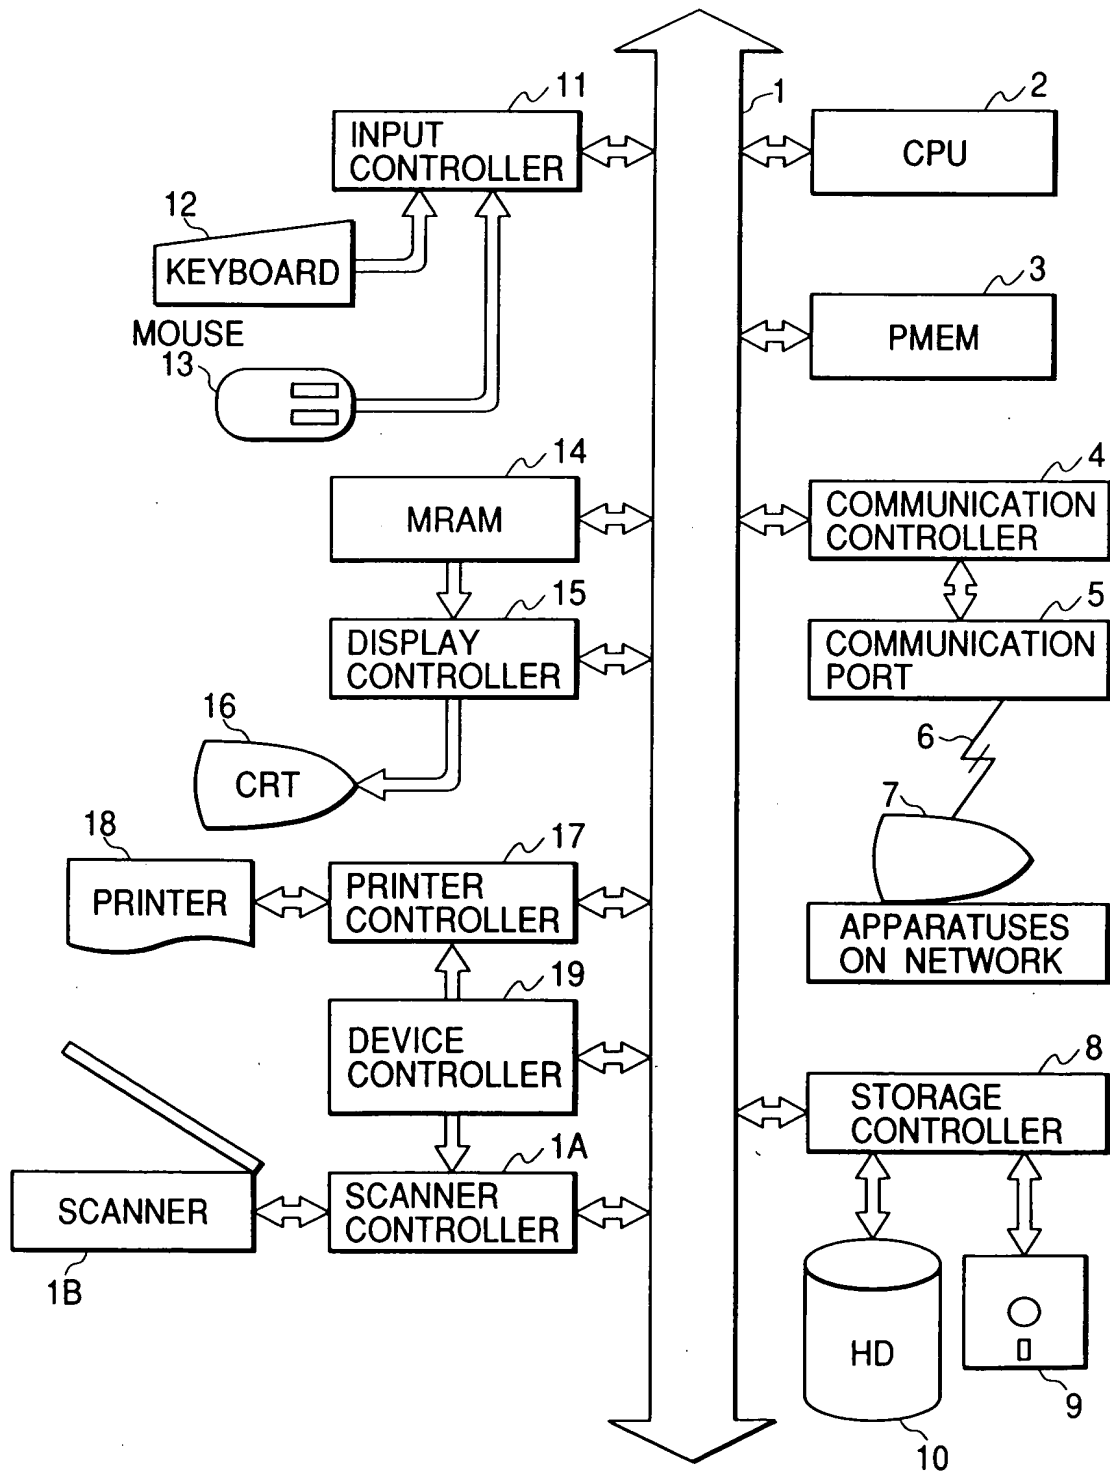 11
INPUT
CONTROLLER
1
2
CPU
12
KEYBOARD
3
PMEM
MOUSE
13
14
MRAM
4
COMMUNICATION
CONTROLLER
15
DISPLAY
CONTROLLER
5
COMMUNICATION
PORT
16
CRT
6
7
18
PRINTER
17
PRINTER
CONTROLLER
APPARATUSES
ON NETWORK
19
DEVICE
CONTROLLER
8
STORAGE
CONTROLLER
1A
SCANNER
CONTROLLER
SCANNER
1B
HD
10
9